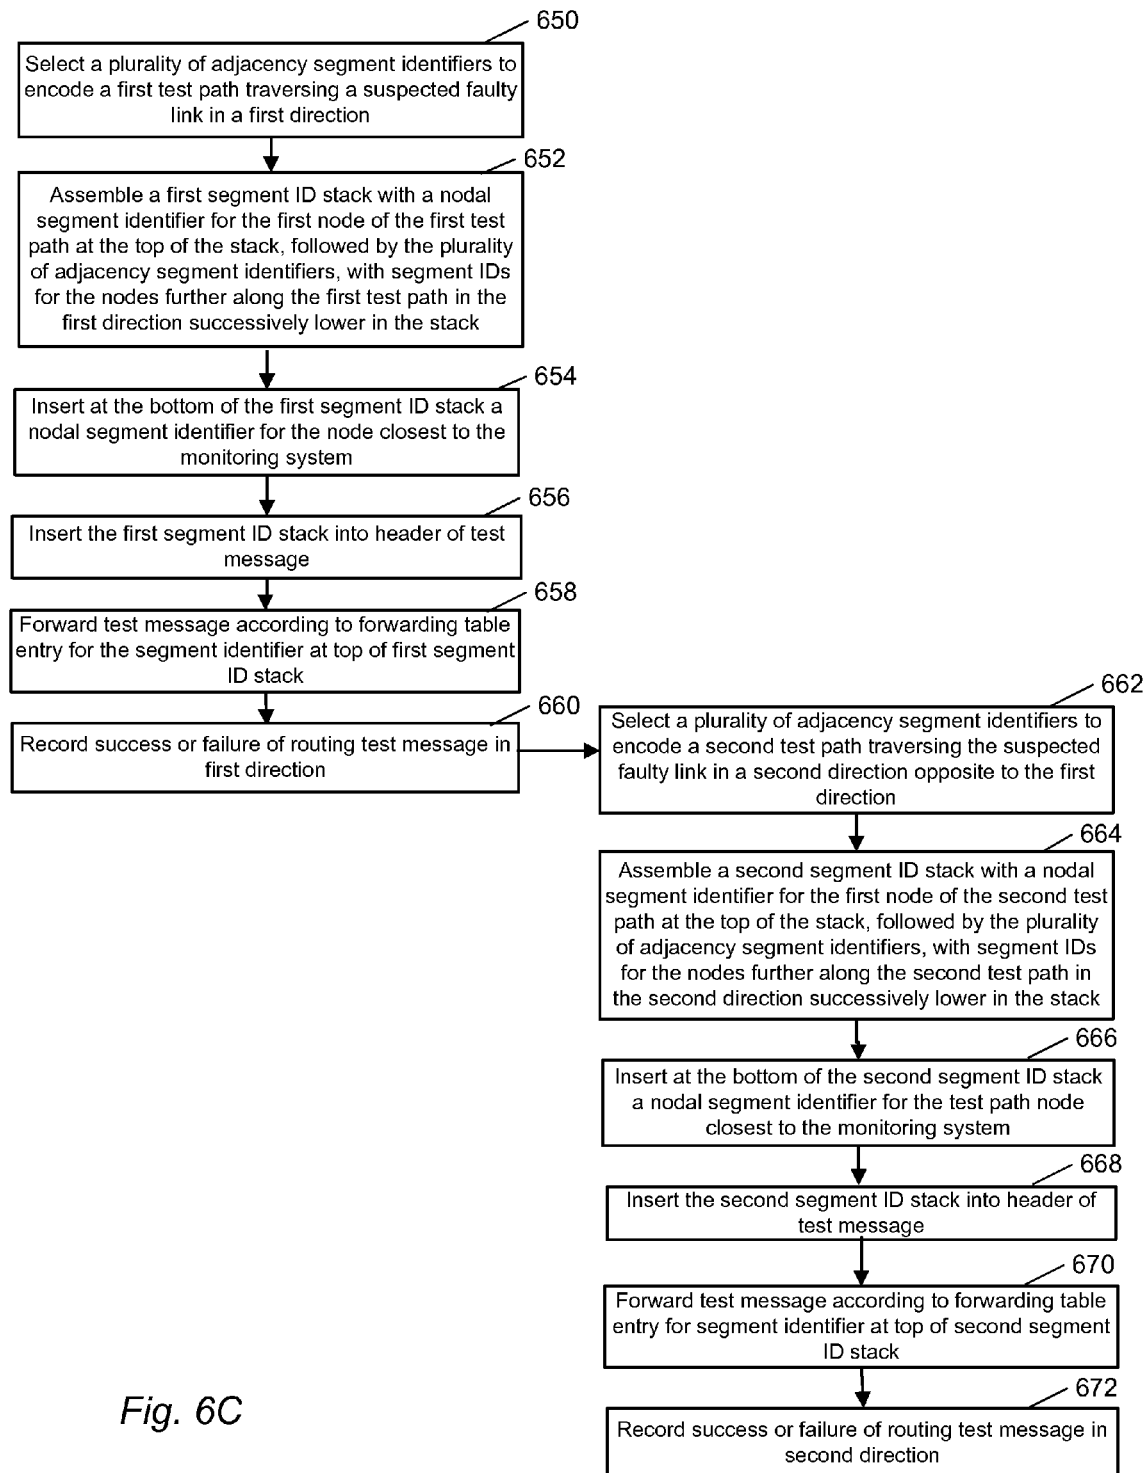 650
Select a plurality of adjacency segment identifiers to
encode a first test path traversing a suspected faulty
link in a first direction
652
Assemble a first segment ID stack with a nodal
segment identifier for the first node of the first test
path at the top of the stack, followed by the plurality
of adjacency segment identifiers, with segment IDs
for the nodes further along the first test path in the
first direction successively lower in the stack
654
Insert at the bottom of the first segment ID stack a
nodal segment identifier for the node closest to the
monitoring system
656
Insert the first segment ID stack into header of test
message
658
Forward test message according to forwarding table
entry for the segment identifier at top of first segment
ID stack
660
Record success or failure of routing test message in
first direction
662
Select a plurality of adjacency segment identifiers to
encode a second test path traversing the suspected
faulty link in a second direction opposite to the first
direction
664
Assemble a second segment ID stack with a nodal
segment identifier for the first node of the second test
path at the top of the stack, followed by the plurality
of adjacency segment identifiers, with segment IDs
for the nodes further along the second test path in
the second direction successively lower in the stack
666
Insert at the bottom of the second segment ID stack
a nodal segment identifier for the test path node
closest to the monitoring system
668
Insert the second segment ID stack into header of
test message
670
Forward test message according to forwarding table
entry for segment identifier at top of second segment
ID stack
672
Record success or failure of routing test message in
second direction
Fig. 6C